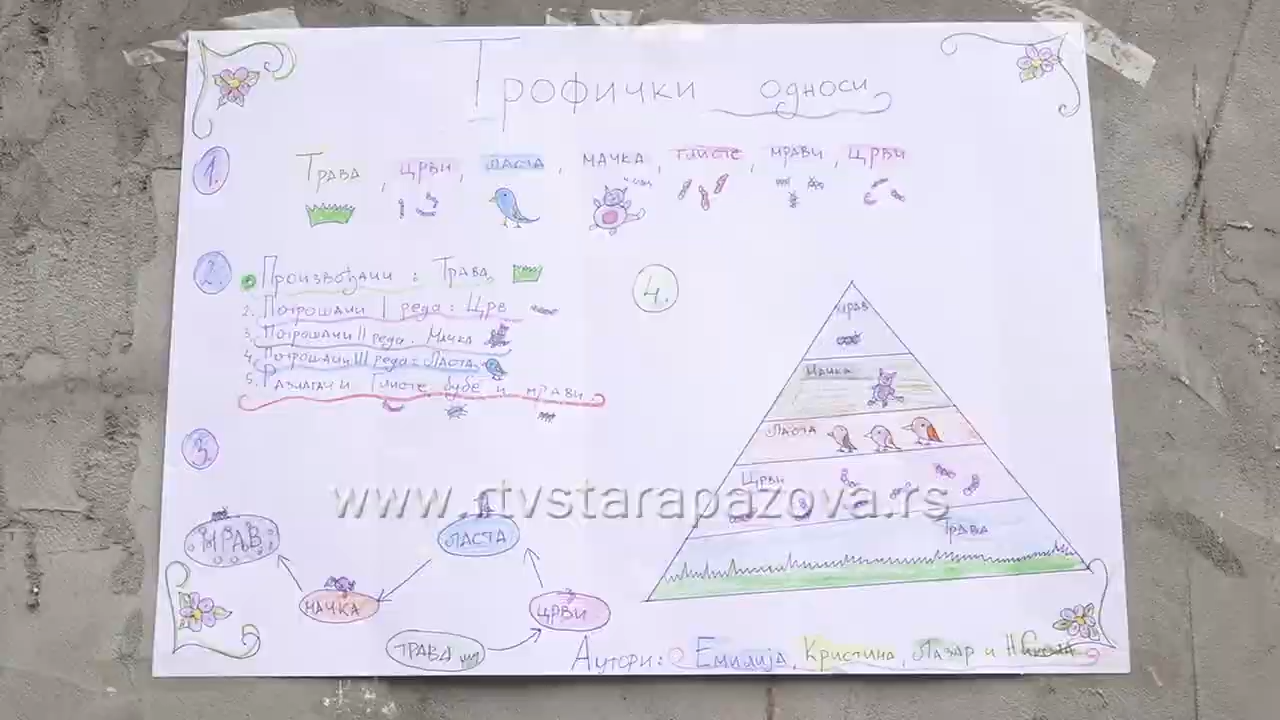 Трофички односи
1.
Трава, црви, ласта, мачка, глисте, мрави, црви
2.
Произвођачи: Трава,
2. Потрошачи I реда: Црв
3. Потрошачи II реда: Мачка
4. Потрошачи III реда: Ласта,
5. Разлагачи Глисте, бубе и мрави.
3
МРАВ
МАЧКА
ЛАСТА
ЦРВИ
ТРАВА
4.
Мрав
Мачка
Ласта
Црви
Трава
www.rtvstarapazova.rs
Аутори: Емилија, Кристина, Лазар и